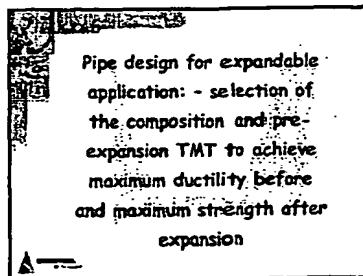 Pipe design for expandable
application: - selection of
the composition and pre-
expansion TMT to achieve
maximum ductility before
and maximum strength after
expansion